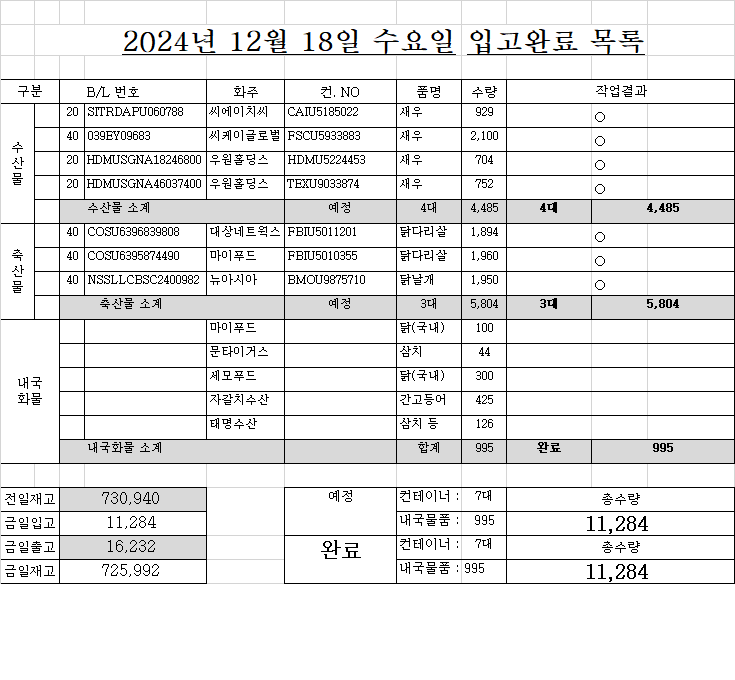 2024년 12월 18일 수요일 입고완료 목록
구분 B/L 번호 화주 컨. NO 품명 수량 작업결과
수산물
20 SITRDAPU060788 씨에이치씨 CAIU5185022 새우 929 ○
40 039EY09683 씨케이글로벌 FSCU5933883 새우 2,100 ○
20 HDMUSGNA18246800 우원홀딩스 HDMU5224453 새우 704 ○
20 HDMUSGNA46037400 우원홀딩스 TEXU9033874 새우 752 ○
수산물 소계 예정 4대 4,485 4대 4,485
축산물
40 COSU6396839808 대상네트웍스 FBIU5011201 닭다리살 1,894 ○
40 COSU6395874490 마이푸드 FBIU5010355 닭다리살 1,960 ○
40 NSSLLCBSC2400982 뉴아시아 BMOU9875710 닭날개 1,950 ○
축산물 소계 예정 3대 5,804 3대 5,804
내국화물
마이푸드 닭(국내) 100
문타이거스 삼치 44
세모푸드 닭(국내) 300
자갈치수산 간고등어 425
태명수산 삼치 등 126
내국화물 소계 합계 995 완료 995
전일재고 730,940 예정 컨테이너 : 7대 총수량
금일입고 11,284 내국물품 : 995 11,284
금일출고 16,232 완료 컨테이너 : 7대 총수량
금일재고 725,992 내국물품 : 995 11,284